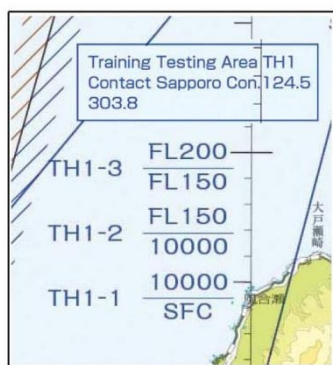 Training Testing Area TH1
Contact Sapporo Con.124.5
303.8
TH1-3
FL200
FL150
TH1-2
FL150
10000
TH1-1
10000
SFC
大戸瀬崎